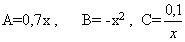 A=0,7x ,     B= -x² ,  C=0,1/x